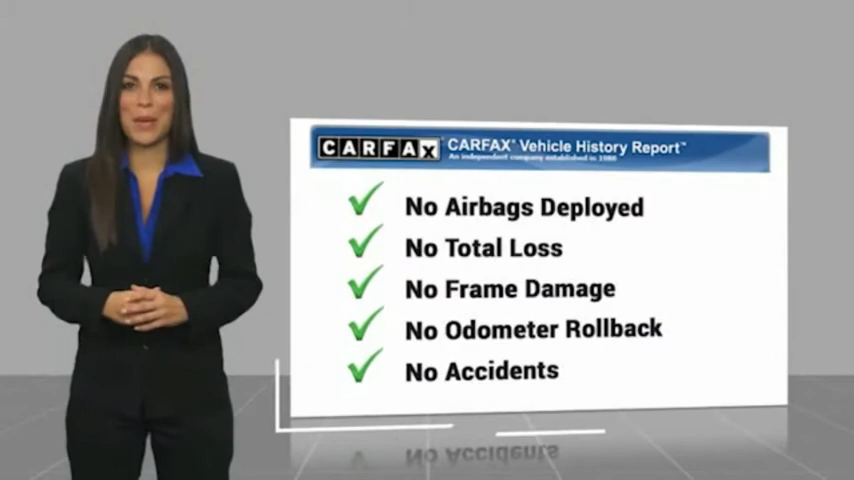 CARFAX CARFAX® Vehicle History Report™
An independent company established in 1986
No Airbags Deployed
No Total Loss
No Frame Damage
No Odometer Rollback
No Accidents
No Accidents